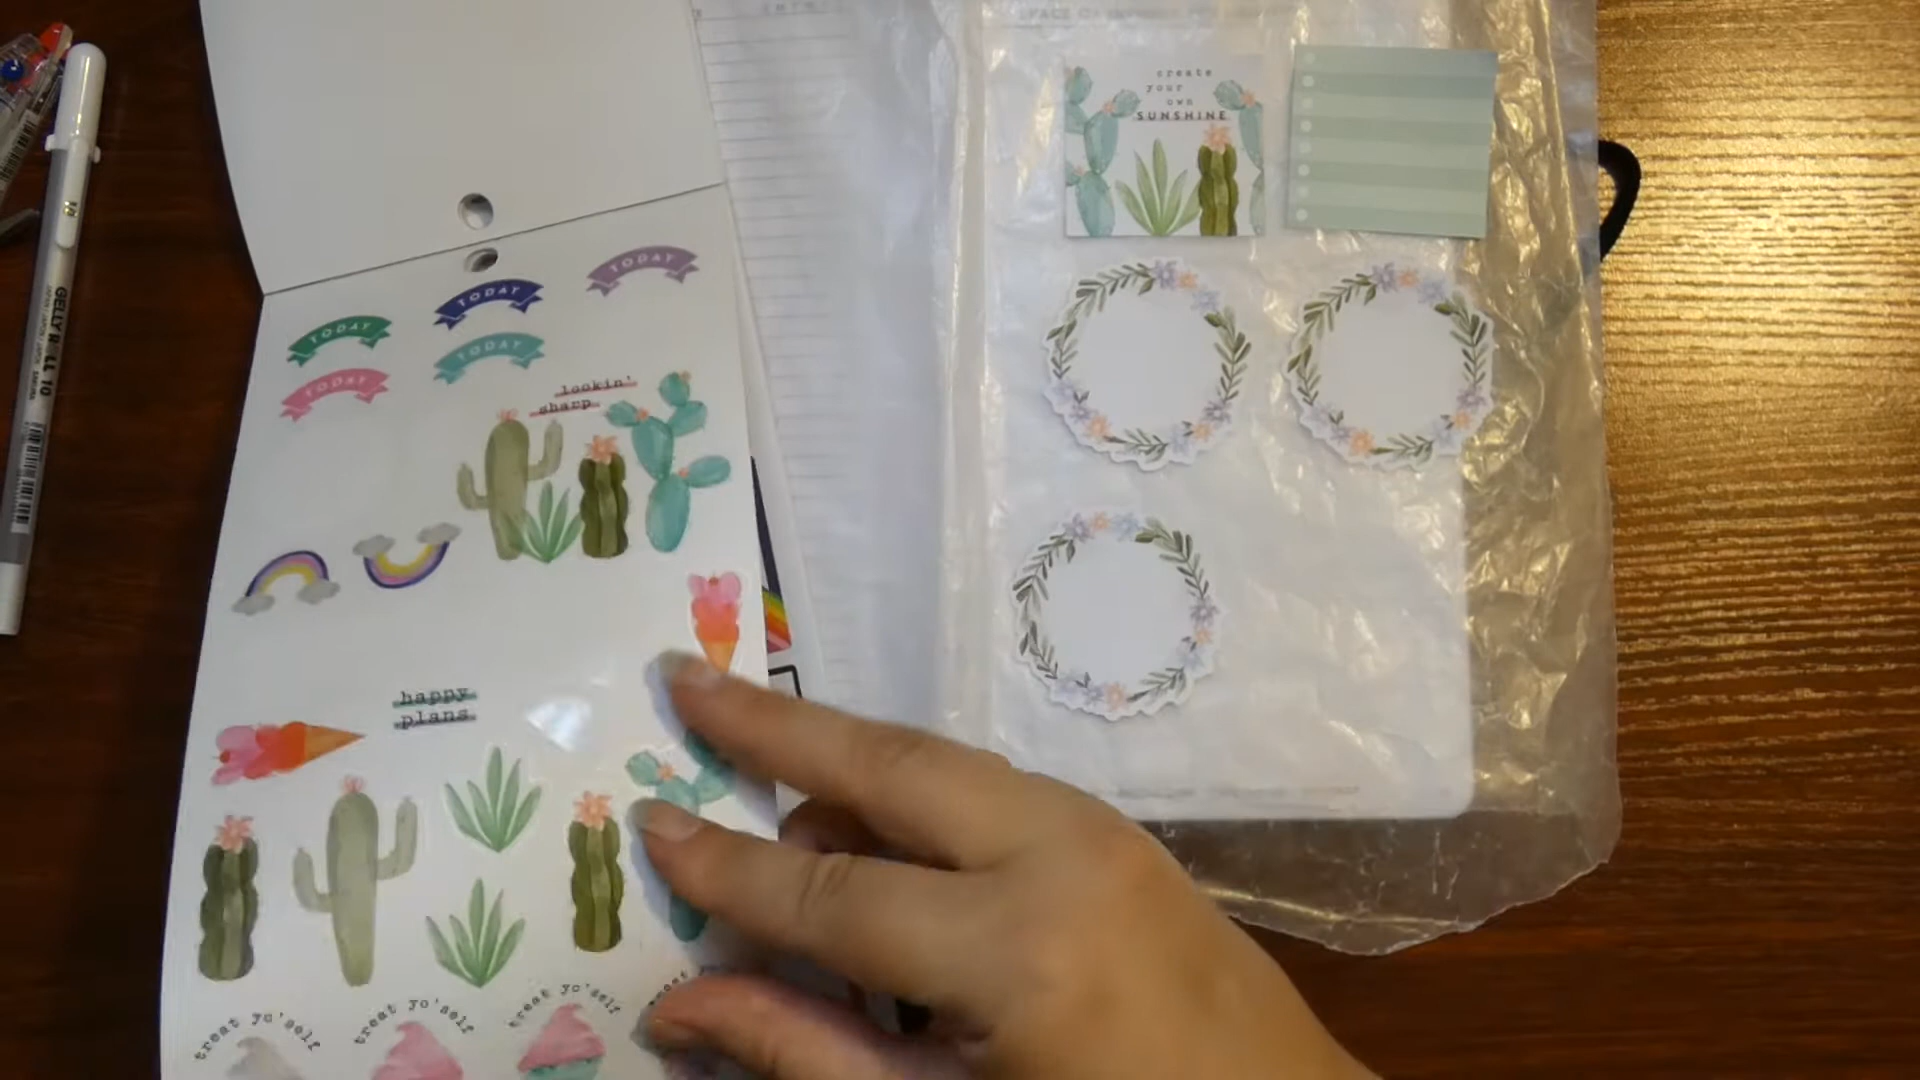 TODAY
TODAY
TODAY
TODAY
TODAY
lookin'
sharp
happy
plans
treat yo'self
treat yo'self
treat yo'self
create
your
own
SUNSHINE
GELLY ROLL 10
SAKURA